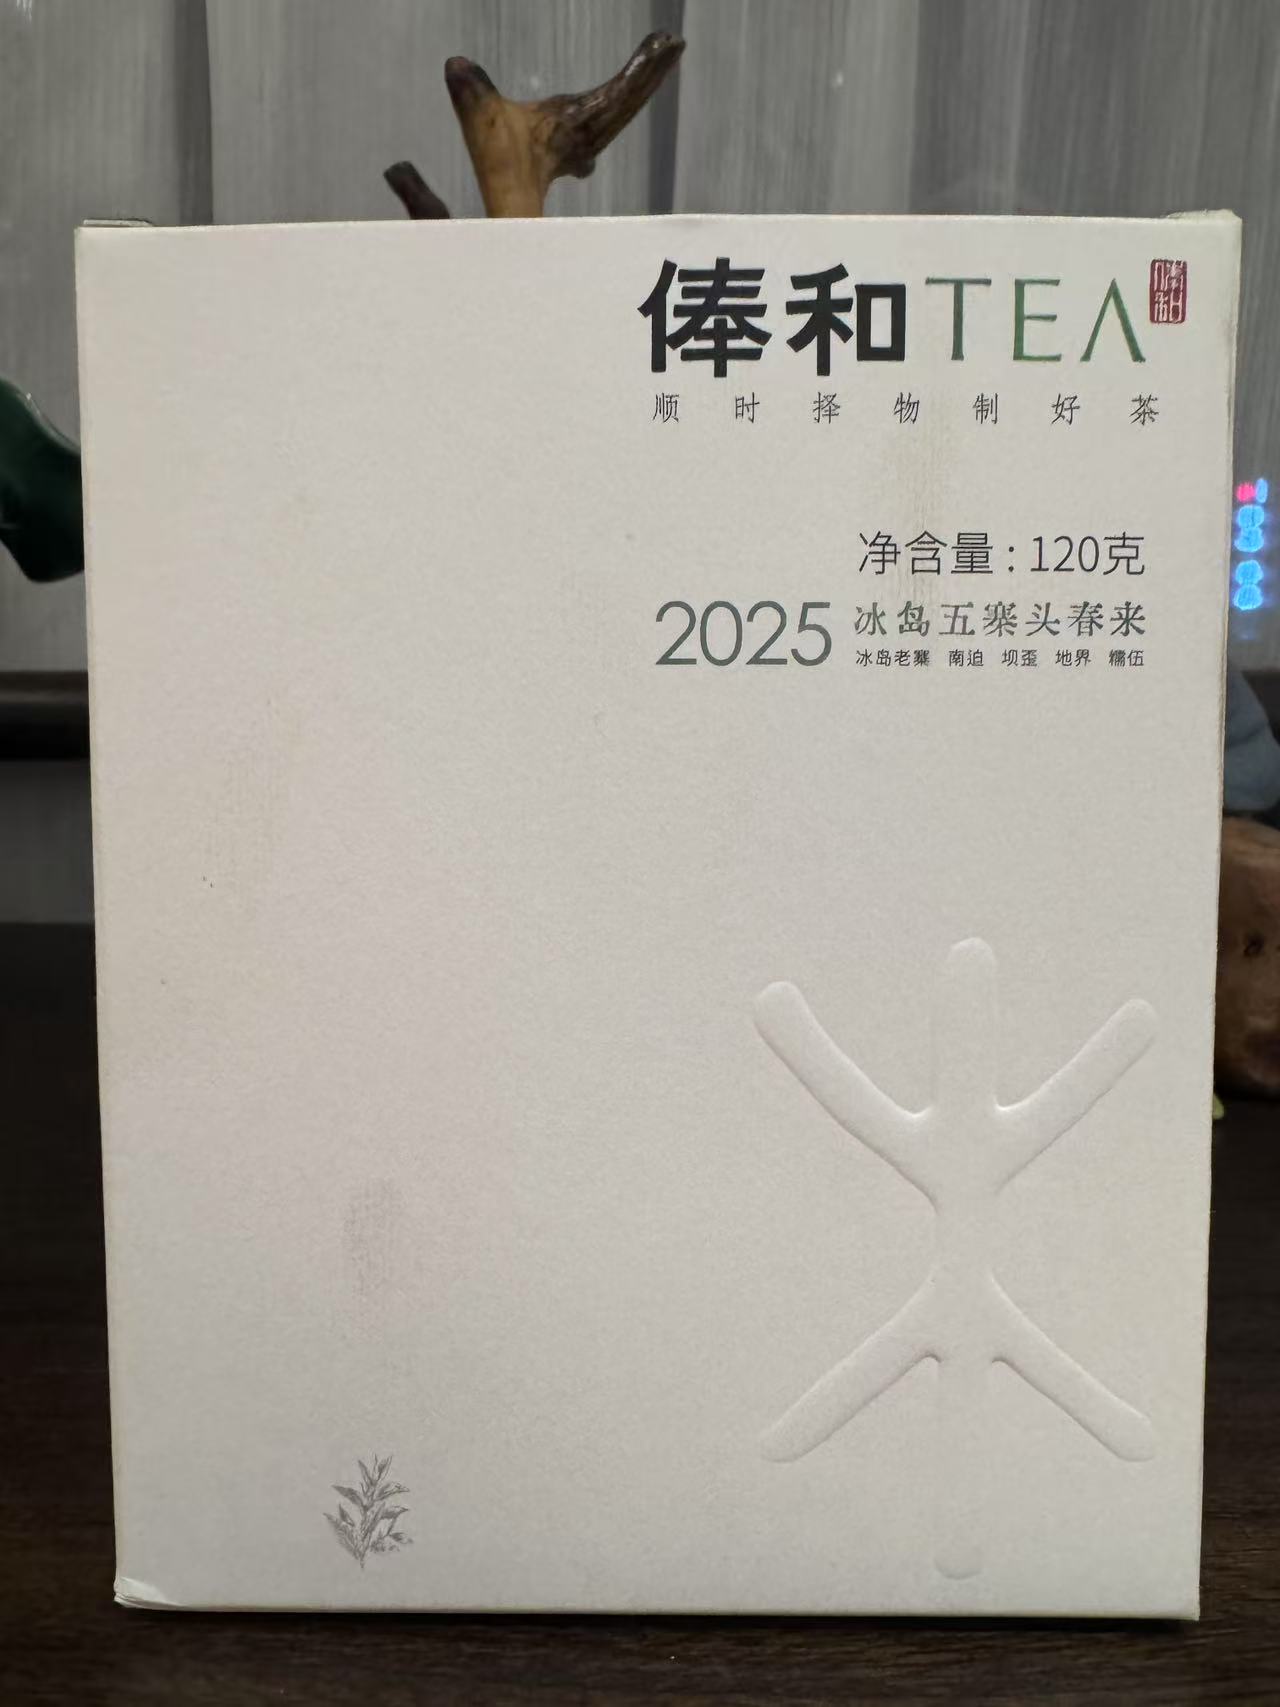 俸和TEA
顺时择物制好茶
净含量：120克
2025 冰岛五寨头春来
冰岛老寨 南迫 坝歪 地界 糯伍